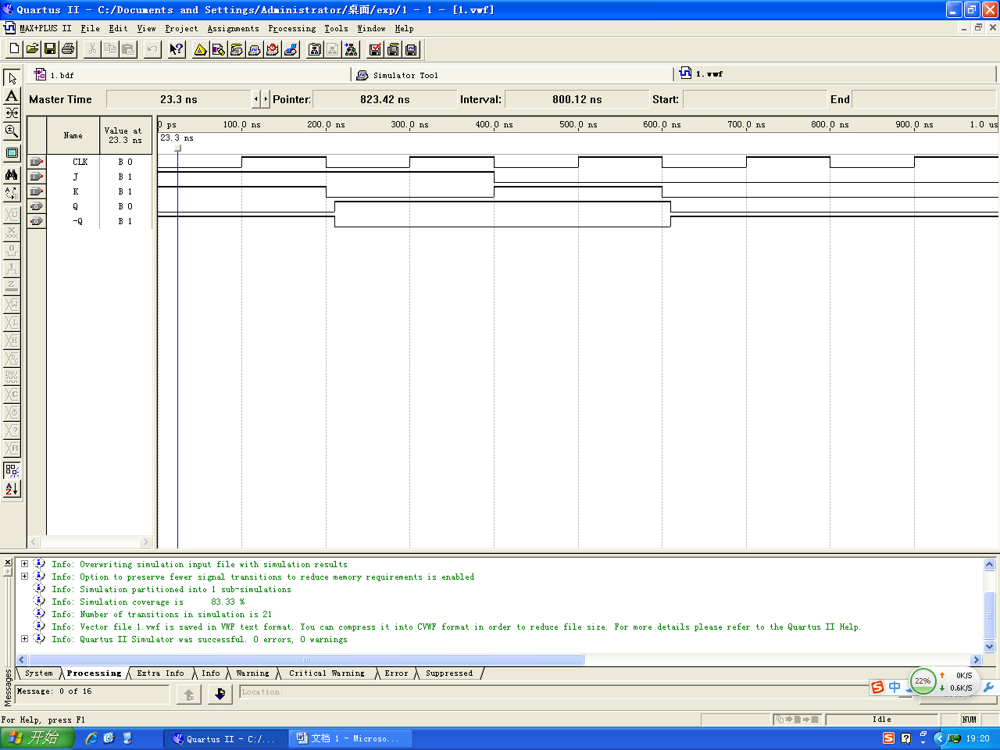 Quartus II - C:/Documents and Settings/Administrator/桌面/exp/1 - 1 - [1.vwf]
MAX+PLUS II File Edit View Project Assignments Processing Tools Window Help
1.bdf Simulator Tool 1.vwf
Master Time 23.3 ns Pointer: 823.42 ns Interval: 800.12 ns Start: End
Name Value at 23.3 ns
0 ps 100.0 ns 200.0 ns 300.0 ns 400.0 ns 500.0 ns 600.0 ns 700.0 ns 800.0 ns 900.0 ns 1.0 us
23.3 ns
CLK B 0
J B 1
K B 1
Q B 0
-Q B 1
Info: Overwriting simulation input file with simulation results
Info: Option to preserve fewer signal transitions to reduce memory requirements is enabled
Info: Simulation partitioned into 1 sub-simulations
Info: Simulation coverage is 83.33 %
Info: Number of transitions in simulation is 21
Info: Vector file 1.vwf is saved in VWF text format. You can compress it into CVWF format in order to reduce file size. For more details please refer to the Quartus II Help.
Info: Quartus II Simulator was successful. 0 errors, 0 warnings
System Processing Extra Info Info Warning Critical Warning Error Suppressed
Messages
Message: 0 of 16 Location:
中 22% 0K/S
0.6K/S
For Help, press F1 Idle NUM
开始 Quartus II - C:/... 文档 1 - Microso... 19:20